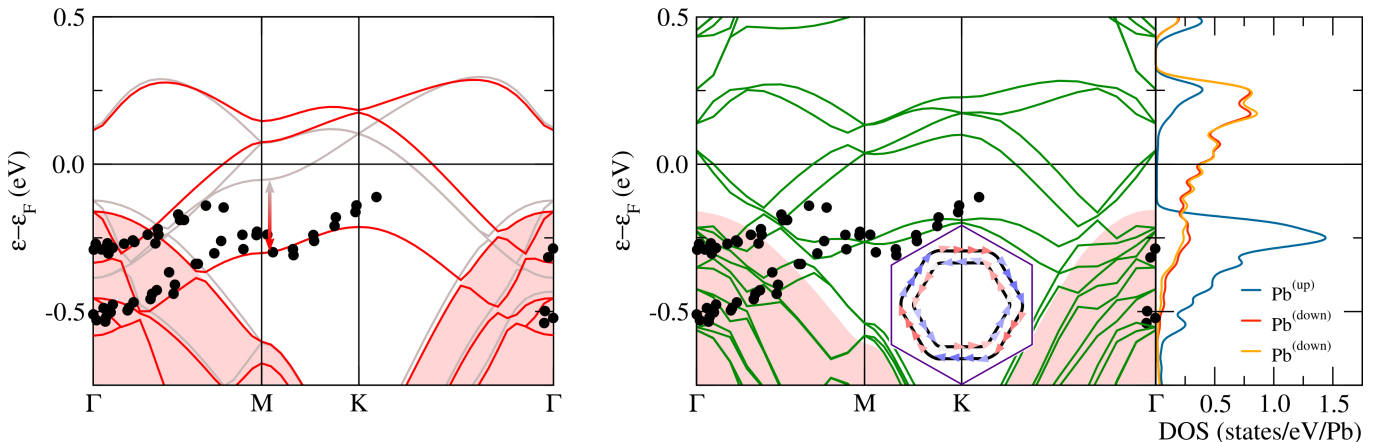 0.5
0.0
-0.5
ε−εF (eV)
Γ
M
K
Γ
0.5
0.0
-0.5
ε−εF (eV)
Γ
M
K
Γ
Pb(up)
Pb(down)
Pb(down)
0.5
1.0
1.5
DOS (states/eV/Pb)